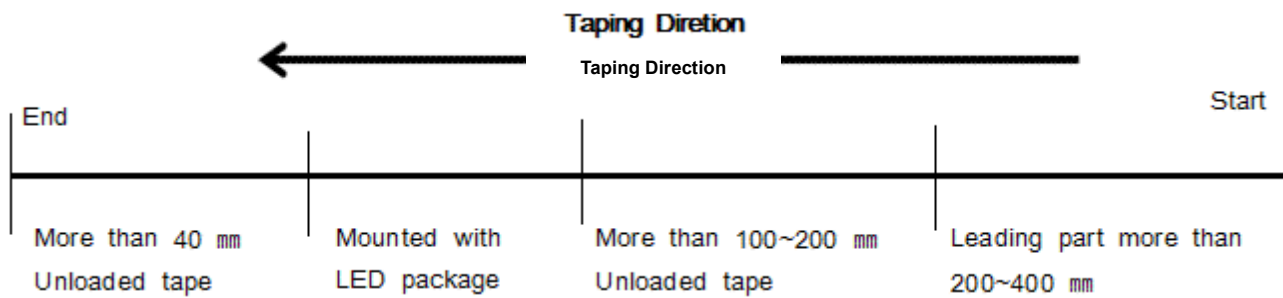 Taping Diretion
Taping Direction
End
Start
More than 40 ㎜
Unloaded tape
Mounted with
LED package
More than 100~200 ㎜
Unloaded tape
Leading part more than
200~400 ㎜